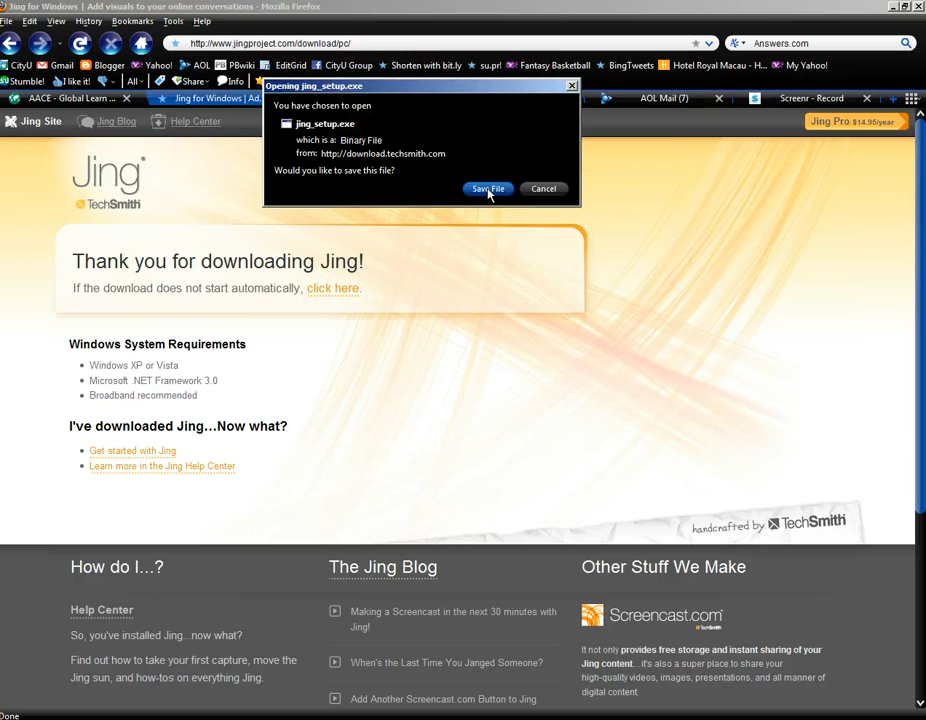 Jing for Windows | Add visuals to your online conversations - Mozilla Firefox
File Edit View History Bookmarks Tools Help
http://www.jingproject.com/download/pc/
Answers.com
CityU Gmail Blogger Yahoo! AOL PBwiki EditGrid CityU Group Shorten with bit.ly su.pr! Fantasy Basketball BingTweets Hotel Royal Macau - H... My Yahoo!
Stumble! I like it! All Share Info
AACE - Global Learn ... Jing for Windows | Ad. AOL Mail (7) Screenr - Record
Opening jing_setup.exe
You have chosen to open
jing_setup.exe
which is a: Binary File
from: http://download.techsmith.com
Would you like to save this file?
Save File Cancel
Jing Site Jing Blog Help Center Jing Pro $14.95/year
Jing
TechSmith
Thank you for downloading Jing!
If the download does not start automatically, click here.
Windows System Requirements
Windows XP or Vista
Microsoft .NET Framework 3.0
Broadband recommended
I've downloaded Jing...Now what?
Get started with Jing
Learn more in the Jing Help Center
handcrafted by TechSmith
How do I...?
Help Center
So, you've installed Jing...now what?
Find out how to take your first capture, move the
Jing sun, and how-tos on everything Jing.
The Jing Blog
Making a Screencast in the next 30 minutes with
Jing!
When's the Last Time You Janged Someone?
Add Another Screencast.com Button to Jing
Other Stuff We Make
Screencast.com
by TechSmith
It not only provides free storage and instant sharing of your
Jing content...it's also a super place to share your
high-quality videos, images, presentations, and all manner of
digital content.
Done